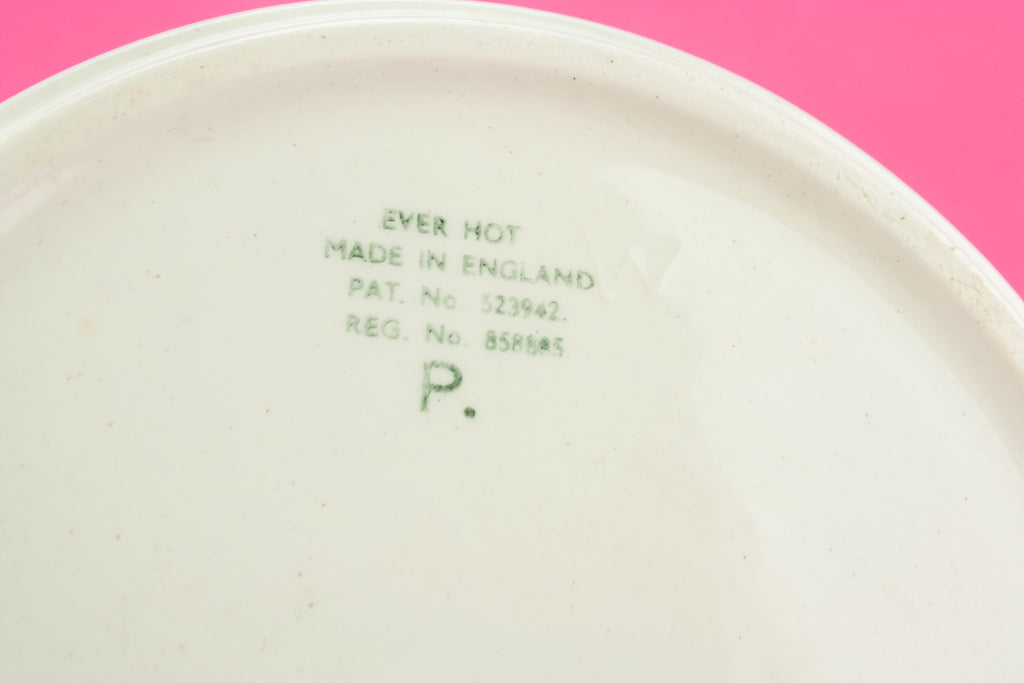 EVER HOT
MADE IN ENGLAND
PAT. No. 523942.
REG. No. 858885.
P.